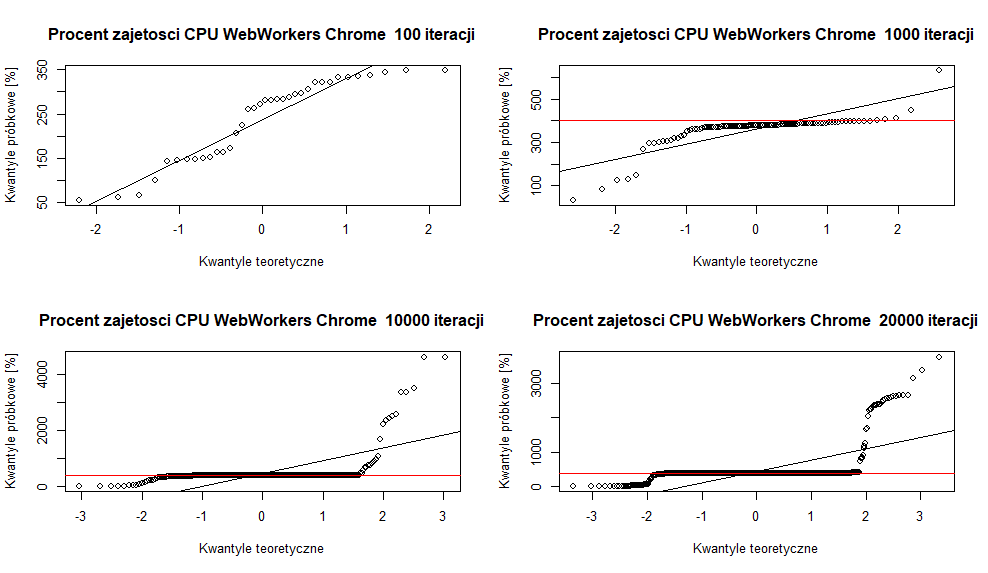 Procent zajetosci CPU WebWorkers Chrome 100 iteracji
Kwantyle próbkowe [%]
350
250
150
50
-2 -1 0 1 2
Kwantyle teoretyczne
Procent zajetosci CPU WebWorkers Chrome 1000 iteracji
Kwantyle próbkowe [%]
500
300
100
-2 -1 0 1 2
Kwantyle teoretyczne
Procent zajetosci CPU WebWorkers Chrome 10000 iteracji
Kwantyle próbkowe [%]
4000
2000
0
-3 -2 -1 0 1 2 3
Kwantyle teoretyczne
Procent zajetosci CPU WebWorkers Chrome 20000 iteracji
Kwantyle próbkowe [%]
3000
1000
0
-3 -2 -1 0 1 2 3
Kwantyle teoretyczne